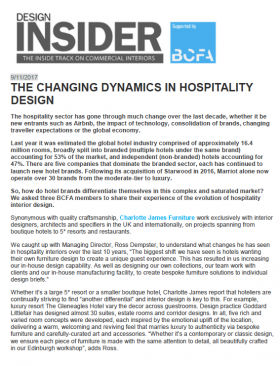 DESIGN
INSIDER
THE INSIDE TRACK ON COMMERCIAL INTERIORS
Supported by
BCFA
9/11/2017
THE CHANGING DYNAMICS IN HOSPITALITY
DESIGN
The hospitality sector has gone through much change over the last decade, whether it be
new entrants such as Airbnb, the impact of technology, consolidation of brands, changing
traveller expectations or the global economy.
Last year it was estimated the global hotel industry comprised of approximately 16.4
million rooms, broadly split into branded (multiple hotels under the same brand)
accounting for 53% of the market, and independent (non-branded) hotels accounting for
47%. There are five companies that dominate the branded sector, each has continued to
launch new hotel brands. Following its acquisition of Starwood in 2016, Marriott alone now
operate over 30 brands from the moderate-tier to luxury.
So, how do hotel brands differentiate themselves in this complex and saturated market?
We asked three BCFA members to share their experience of the evolution of hospitality
interior design.
Synonymous with quality craftsmanship, Charlotte James Furniture work exclusively with interior
designers, architects and specifiers in the UK and internationally, on projects spanning from
boutique hotels to 5* resorts and restaurants.
We caught up with Managing Director, Ross Dempster, to understand what changes he has seen
in hospitality interiors over the last 10 years, "The biggest shift we have seen is hotels wanting
their own furniture design to create a unique guest experience. This has resulted in us increasing
our in-house design capability. As well as designing our own collections, our team work with
clients and our in-house manufacturing facility, to create bespoke furniture solutions to individual
design briefs."
Whether it's a large 5* resort or a smaller boutique hotel, Charlotte James report that hoteliers are
continually striving to find "another differential" and interior design is key to this. For example,
luxury resort The Gleneagles Hotel vary the decor across guestrooms. Design practice Goddard
Littlefair has designed almost 30 suites, estate rooms and corridor designs. In all, five rich and
varied room concepts were developed, each inspired by the emotional uplift of the location,
delivering a warm, welcoming and reviving feel that marries luxury to authenticity via bespoke
furniture and carefully-curated art and accessories. "Whether it's a contemporary or classic design,
we ensure each piece of furniture is made with the same attention to detail, all beautifully crafted
in our Edinburgh workshop", adds Ross.